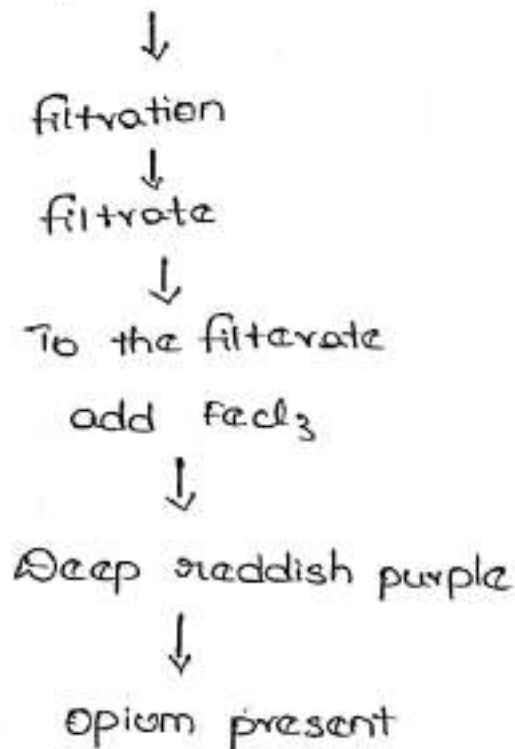 ↓
filtration
↓
filtrate
↓
To the filterate
add Fecl₃
↓
Deep reddish purple
↓
opium present